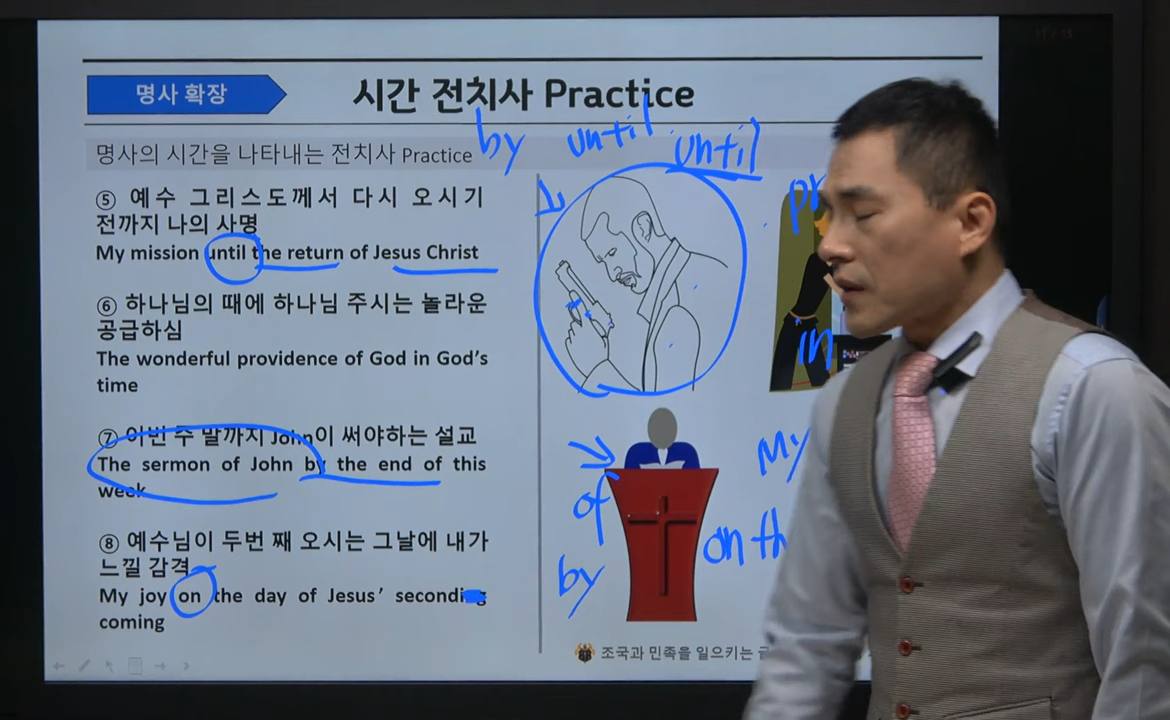 명사 확장
시간 전치사 Practice
by until until
명사의 시간을 나타내는 전치사 Practice
⑤ 예수 그리스도께서 다시 오시기
전까지 나의 사명
My mission until the return of Jesus Christ
⑥ 하나님의 때에 하나님 주시는 놀라운
공급하심
The wonderful providence of God in God's
time
⑦ 이번 주 말까지 John이 써야하는 설교
The sermon of John by the end of this
week
⑧ 예수님이 두번 째 오시는 그날에 내가
느낄 감격
My joy on the day of Jesus' second
coming
in
My
of
on th
by
조국과 민족을 일으키는